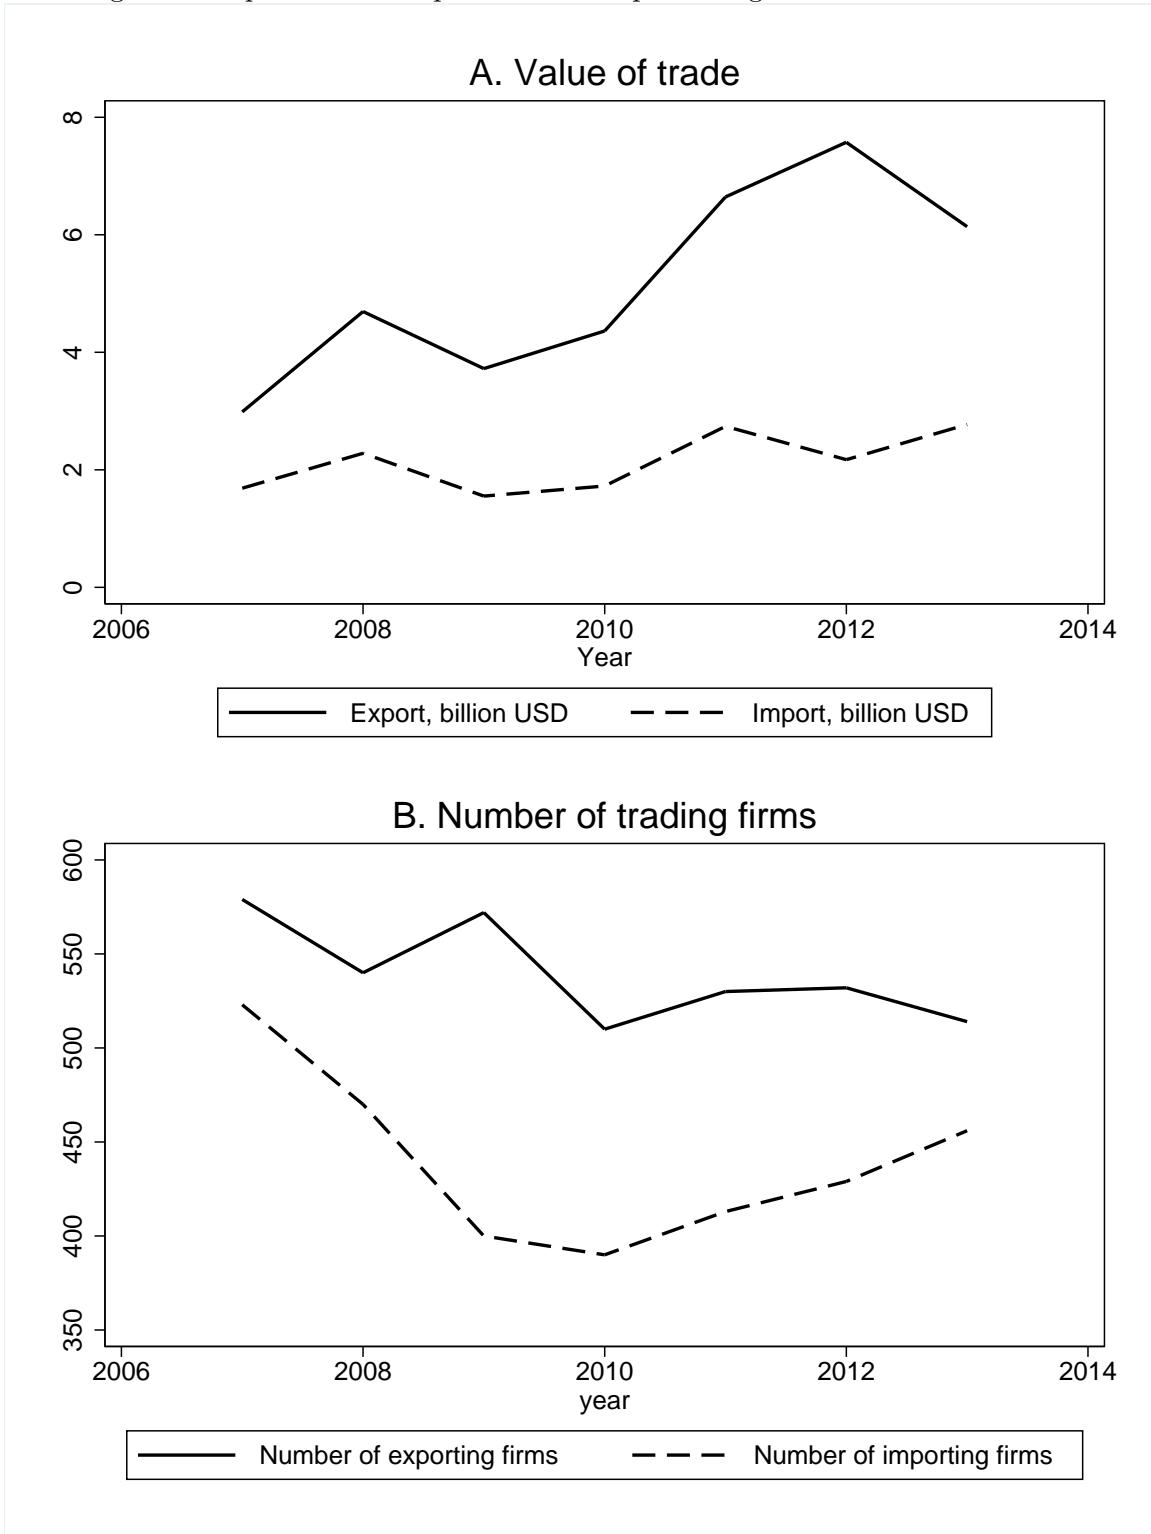 A. Value of trade
8
6
4
2
0
2006 2008 2010 2012 2014
Year
Export, billion USD Import, billion USD
B. Number of trading firms
600
550
500
450
400
350
2006 2008 2010 2012 2014
year
Number of exporting firms Number of importing firms